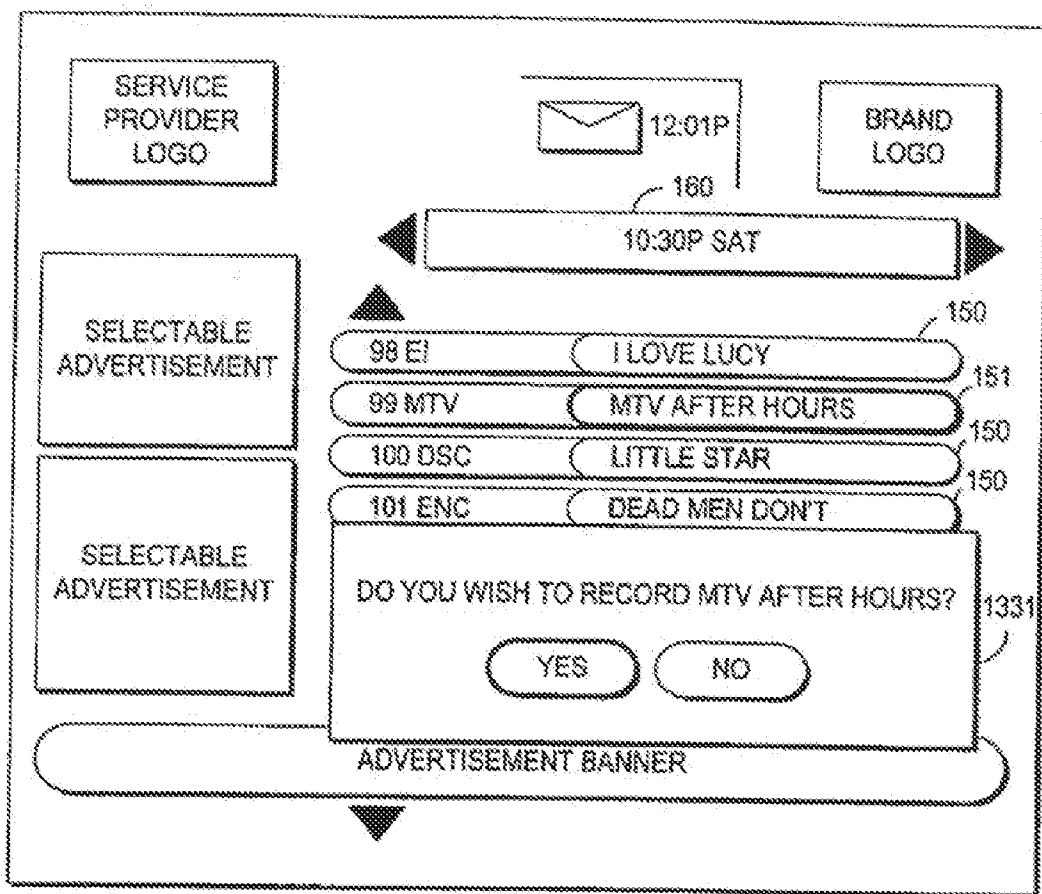 SERVICE
PROVIDER
LOGO
12:01P
BRAND
LOGO
160
10:30P SAT
SELECTABLE
ADVERTISEMENT
150
98 EI I LOVE LUCY
151
99 MTV MTV AFTER HOURS
150
100 DSC LITTLE STAR
150
101 ENC DEAD MEN DON'T
SELECTABLE
ADVERTISEMENT
DO YOU WISH TO RECORD MTV AFTER HOURS?
1331
YES NO
ADVERTISEMENT BANNER